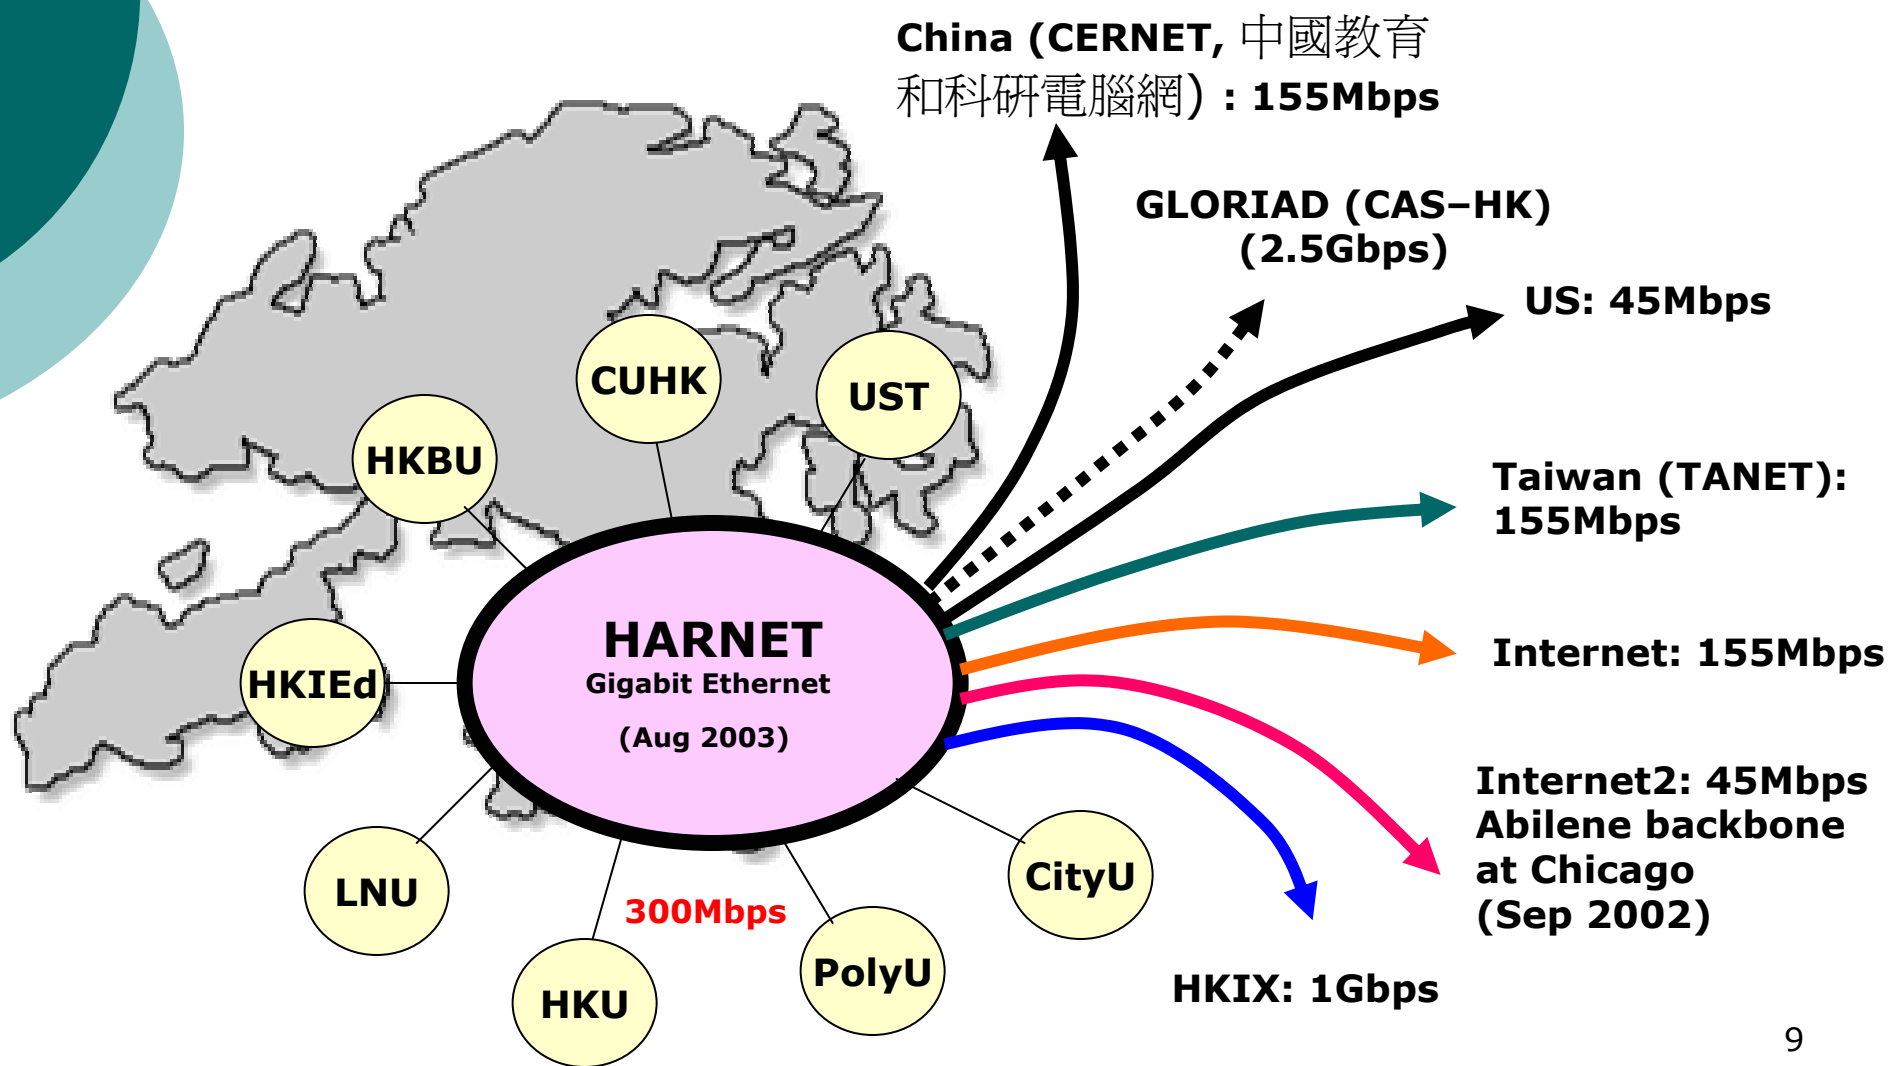 China (CERNET, 中國教育
和科研電腦網) : 155Mbps
GLORIAD (CAS–HK)
(2.5Gbps)
US: 45Mbps
CUHK
UST
HKBU
Taiwan (TANET):
155Mbps
HARNET
Gigabit Ethernet
(Aug 2003)
HKIEd
Internet: 155Mbps
Internet2: 45Mbps
Abilene backbone
at Chicago
(Sep 2002)
LNU
300Mbps
CityU
HKU
PolyU
HKIX: 1Gbps
9